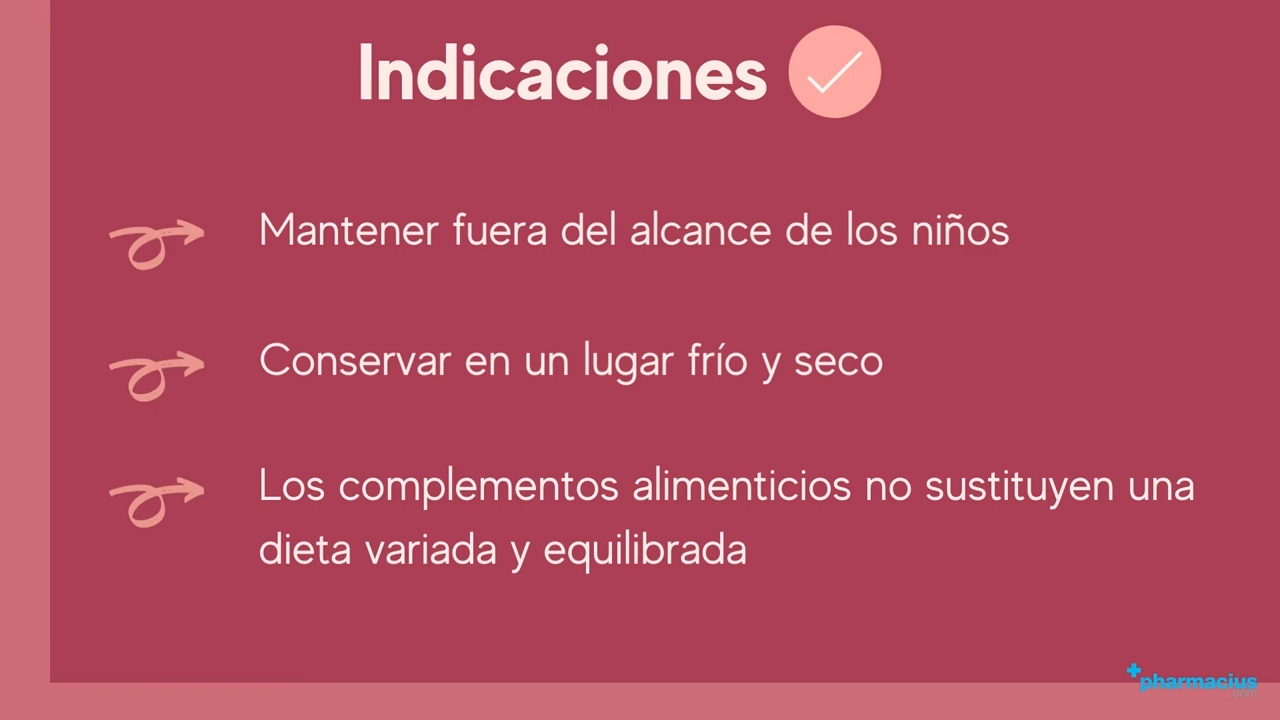 Indicaciones
Mantener fuera del alcance de los niños
Conservar en un lugar frío y seco
Los complementos alimenticios no sustituyen una
dieta variada y equilibrada
pharmacius
.com